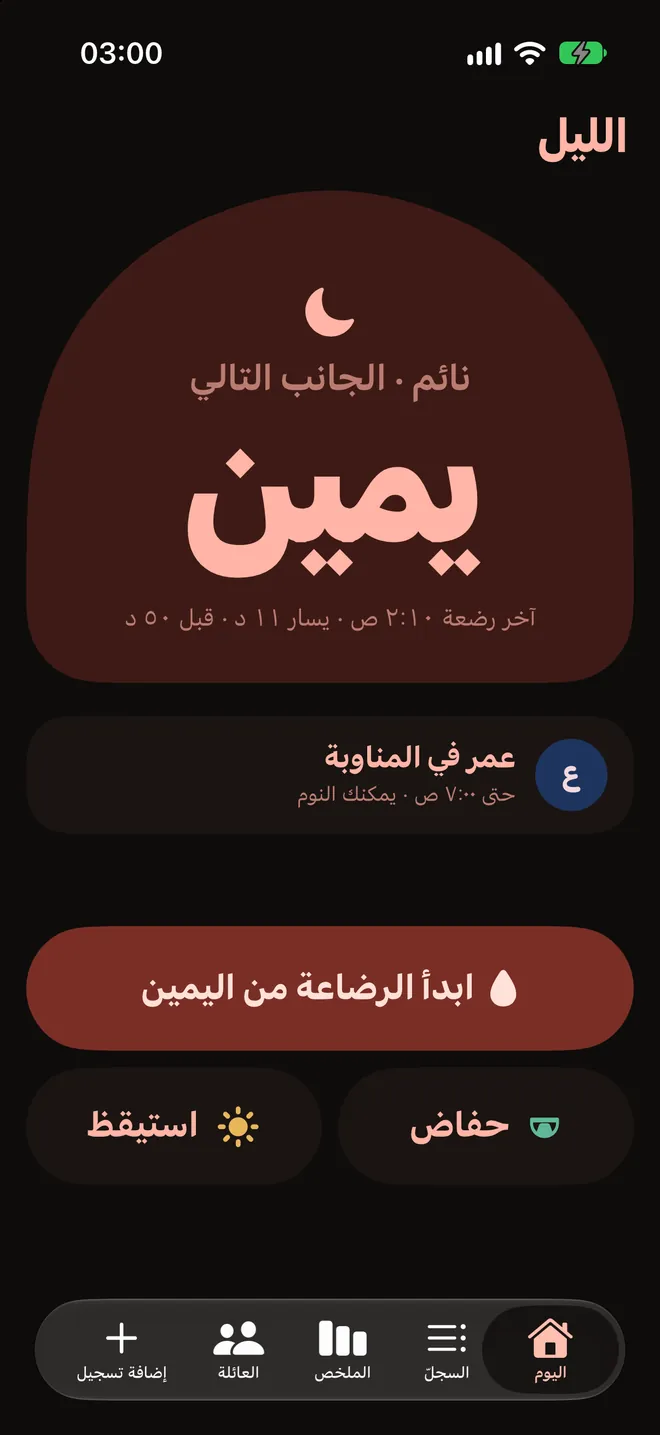 03:00
الليل
نائم · الجانب التالي
يمين
آخر رضعة ٢:١٠ ص · يسار ١١ د · قبل ٥٠ د
ع
عمر في المناوبة
حتى ٧:٠٠ ص · يمكنك النوم
ابدأ الرضاعة من اليمين
حفاض
استيقظ
اليوم
السجلّ
الملخص
العائلة
إضافة تسجيل